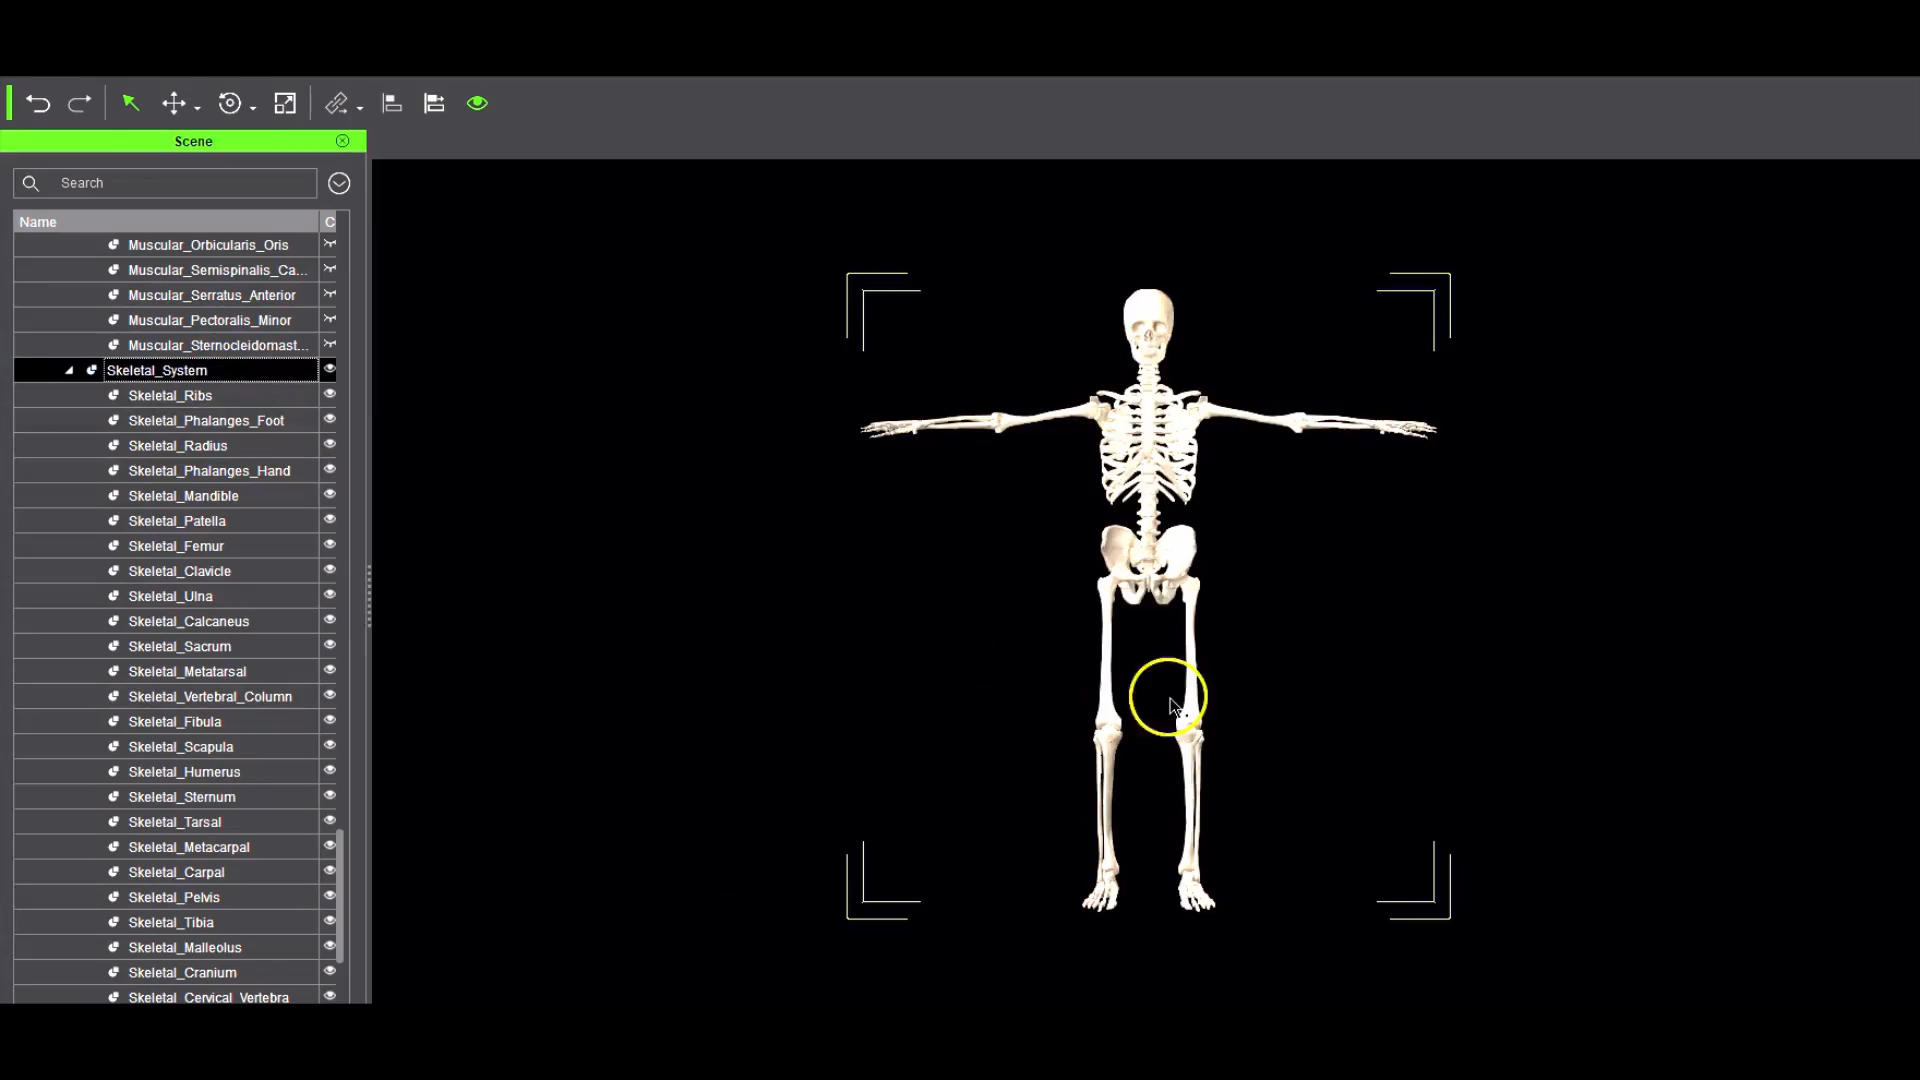 Scene
Search
Name
C
Muscular_Orbicularis_Oris
Muscular_Semispinalis_Ca...
Muscular_Serratus_Anterior
Muscular_Pectoralis_Minor
Muscular_Sternocleidomast...
Skeletal_System
Skeletal_Ribs
Skeletal_Phalanges_Foot
Skeletal_Radius
Skeletal_Phalanges_Hand
Skeletal_Mandible
Skeletal_Patella
Skeletal_Femur
Skeletal_Clavicle
Skeletal_Ulna
Skeletal_Calcaneus
Skeletal_Sacrum
Skeletal_Metatarsal
Skeletal_Vertebral_Column
Skeletal_Fibula
Skeletal_Scapula
Skeletal_Humerus
Skeletal_Sternum
Skeletal_Tarsal
Skeletal_Metacarpal
Skeletal_Carpal
Skeletal_Pelvis
Skeletal_Tibia
Skeletal_Malleolus
Skeletal_Cranium
Skeletal_Cervical_Vertebra